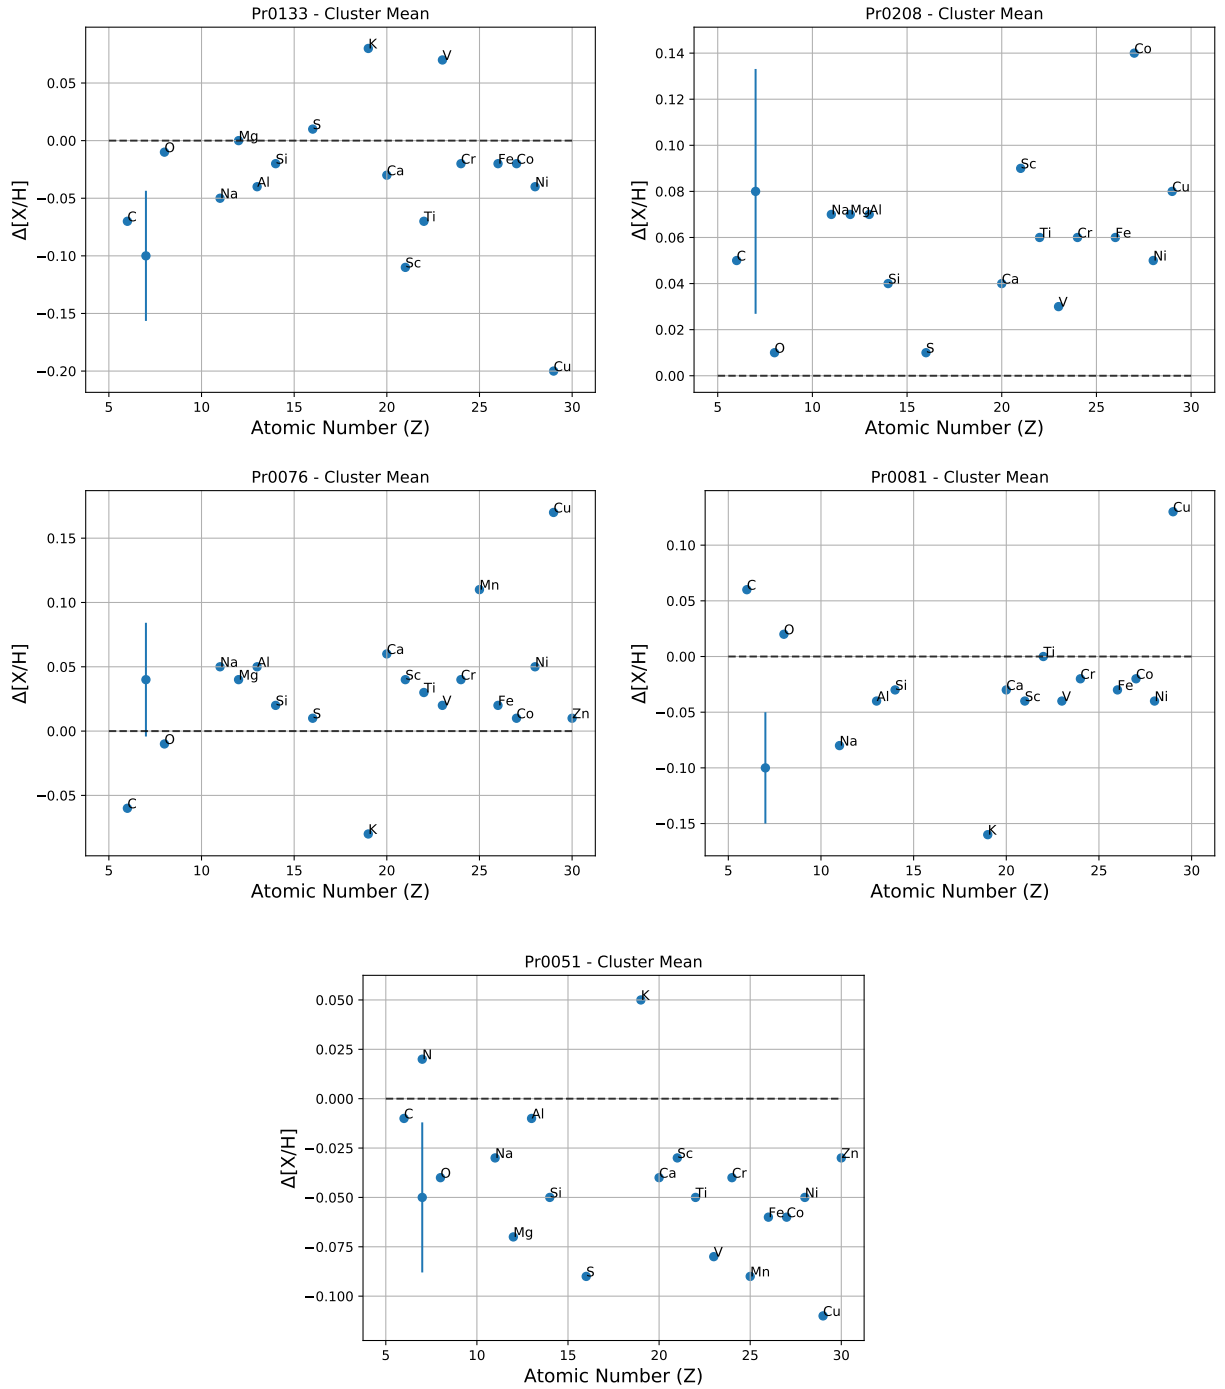 Pr0133 - Cluster Mean
K
V
0.05
S
0.00
Mg
O
Si
Cr
Fe
Co
Ca
Al
Ni
−0.05
Na
C
Ti
Δ[X/H]
−0.10
Sc
−0.15
−0.20
Cu
5
10
15
20
25
30
Atomic Number (Z)
Pr0208 - Cluster Mean
0.14
Co
0.12
0.10
Sc
0.08
Cu
Na
Mg
Al
Δ[X/H]
0.06
Ti
Cr
Fe
C
Ni
0.04
Si
Ca
V
0.02
O
S
0.00
5
10
15
20
25
30
Atomic Number (Z)
Pr0076 - Cluster Mean
Cu
0.15
Mn
0.10
Ca
0.05
Na
Al
Ni
Mg
Sc
Cr
Ti
Δ[X/H]
Si
V
Fe
S
Co
Zn
0.00
O
−0.05
C
K
5
10
15
20
25
30
Atomic Number (Z)
Pr0081 - Cluster Mean
Cu
0.10
C
0.05
O
0.00
Ti
Cr
Co
Si
Ca
Fe
Al
Sc
V
Ni
−0.05
Na
Δ[X/H]
−0.10
−0.15
K
5
10
15
20
25
30
Atomic Number (Z)
Pr0051 - Cluster Mean
0.050
K
0.025
N
0.000
C
Al
−0.025
Na
Sc
Zn
O
Ca
Cr
Δ[X/H]
−0.050
Si
Ti
Ni
Fe
Co
Mg
−0.075
V
S
Mn
−0.100
Cu
5
10
15
20
25
30
Atomic Number (Z)